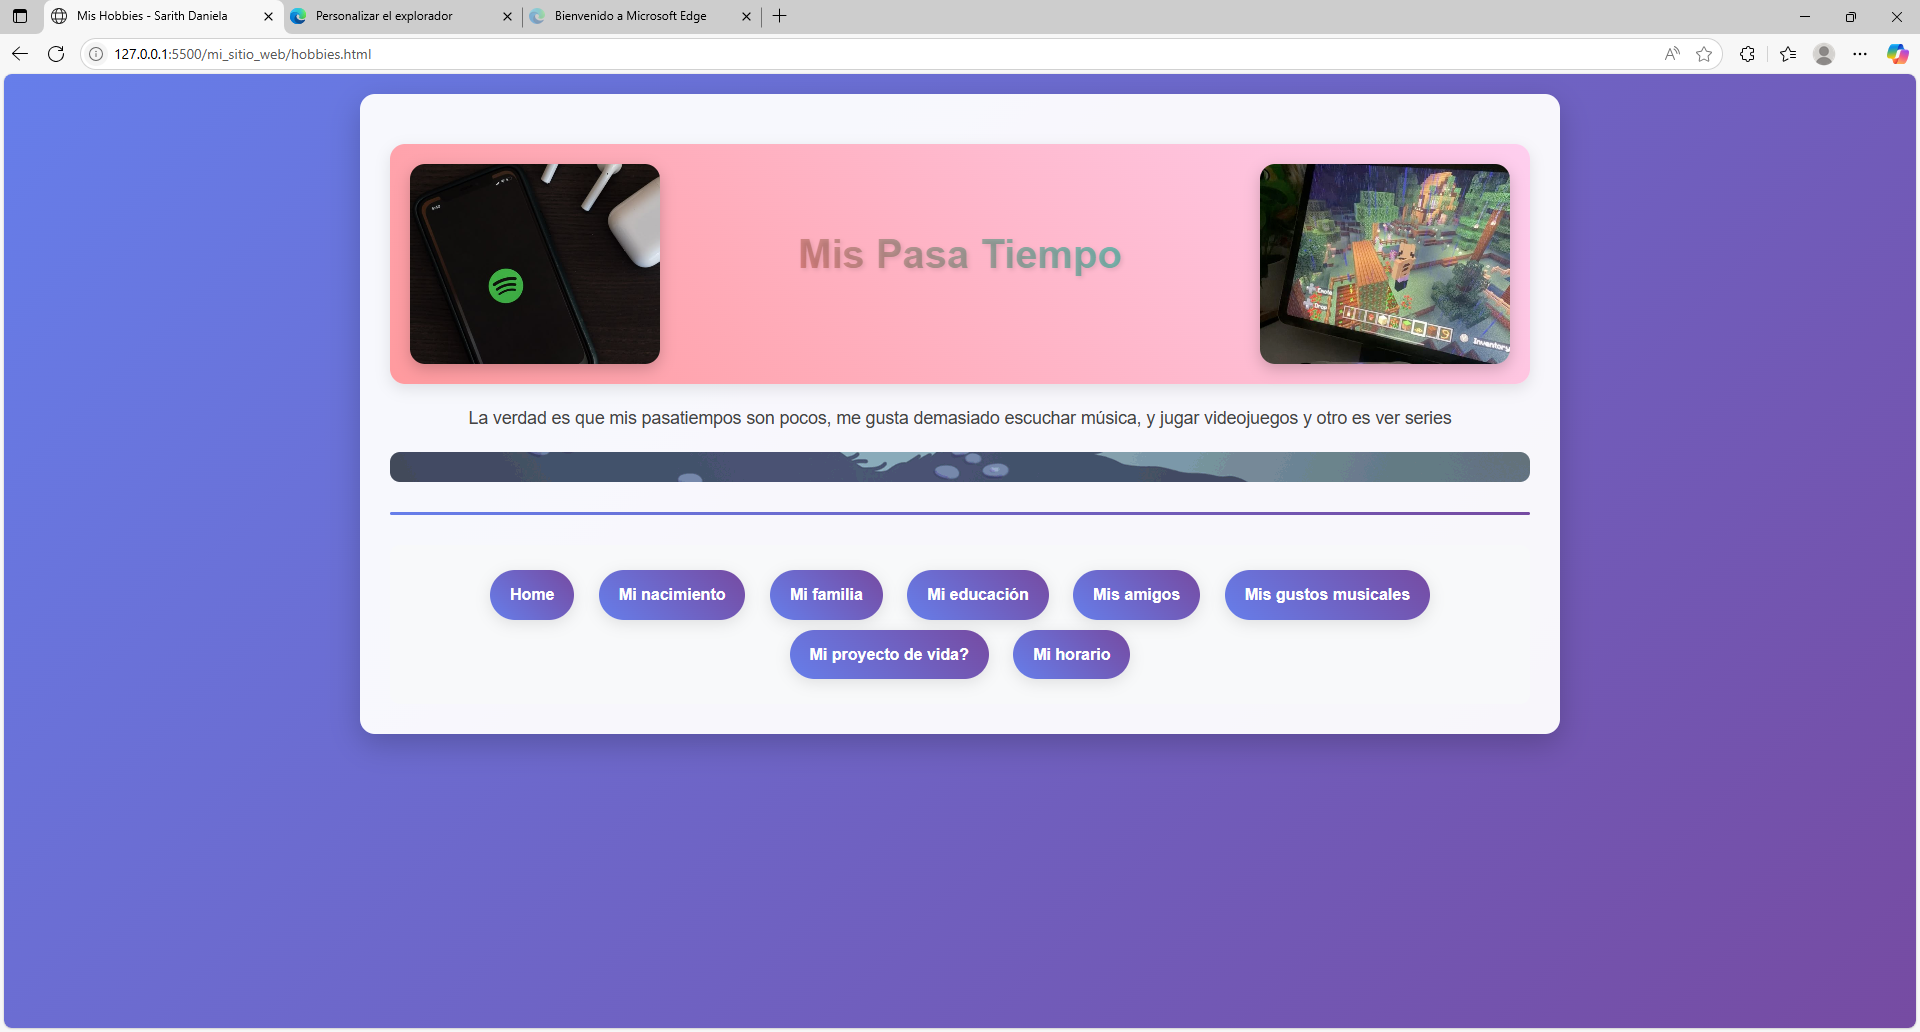 Mis Hobbies - Sarith Daniela
Personalizar el explorador
Bienvenido a Microsoft Edge
127.0.0.1:5500/mi_sitio_web/hobbies.html
Mis Pasa Tiempo
Emote
Drop
Inventory
La verdad es que mis pasatiempos son pocos, me gusta demasiado escuchar música, y jugar videojuegos y otro es ver series
Home
Mi nacimiento
Mi familia
Mi educación
Mis amigos
Mis gustos musicales
Mi proyecto de vida?
Mi horario